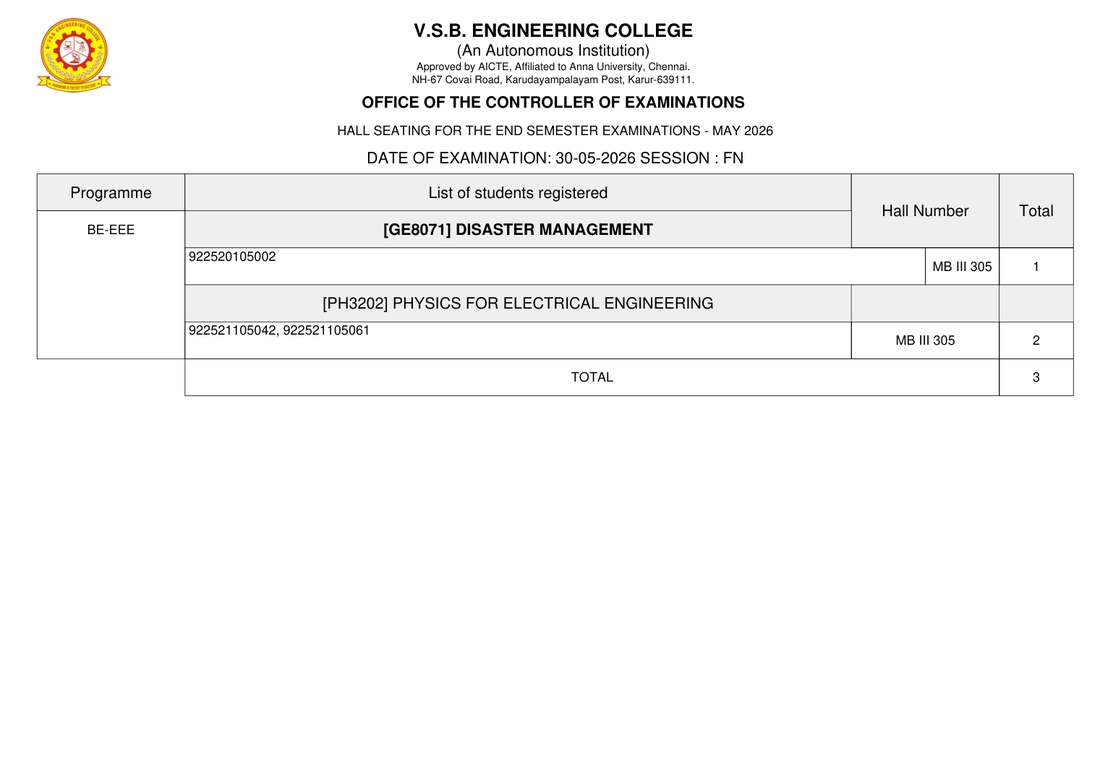 V.S.B. ENGINEERING COLLEGE
(An Autonomous Institution)
Approved by AICTE, Affiliated to Anna University, Chennai.
NH-67 Covai Road, Karudayampalayam Post, Karur-639111.
OFFICE OF THE CONTROLLER OF EXAMINATIONS
HALL SEATING FOR THE END SEMESTER EXAMINATIONS - MAY 2026
DATE OF EXAMINATION: 30-05-2026 SESSION : FN
Programme List of students registered Hall Number Total
BE-EEE [GE8071] DISASTER MANAGEMENT
922520105002 MB III 305 1
[PH3202] PHYSICS FOR ELECTRICAL ENGINEERING
922521105042, 922521105061 MB III 305 2
TOTAL 3